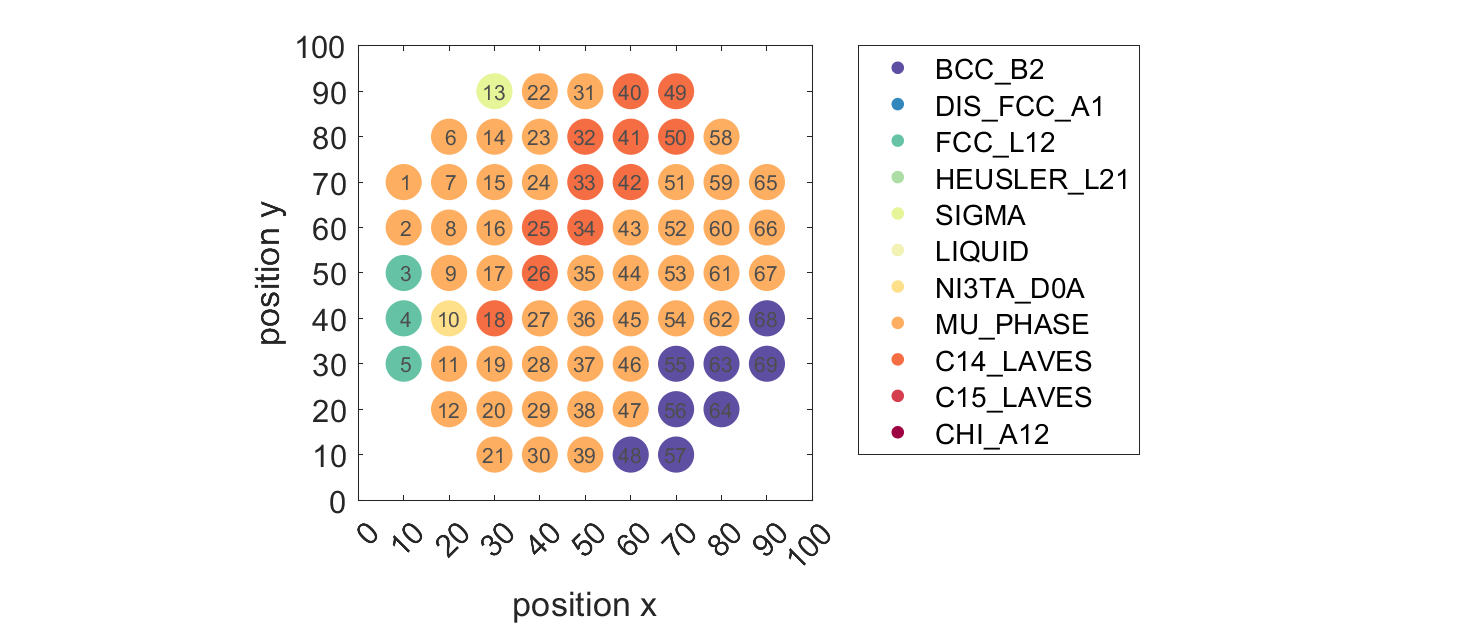 100
90
80
70
60
50
40
30
20
10
0
13 22 31 40 49
6 14 23 32 41 50 58
1 7 15 24 33 42 51 59 65
2 8 16 25 34 43 52 60 66
3 9 17 26 35 44 53 61 67
4 10 18 27 36 45 54 62 68
5 11 19 28 37 46 55 63 69
12 20 29 38 47 56 64
21 30 39 48 57
0 10 20 30 40 50 60 70 80 90 100
position x
position y
BCC_B2
DIS_FCC_A1
FCC_L12
HEUSLER_L21
SIGMA
LIQUID
NI3TA_D0A
MU_PHASE
C14_LAVES
C15_LAVES
CHI_A12